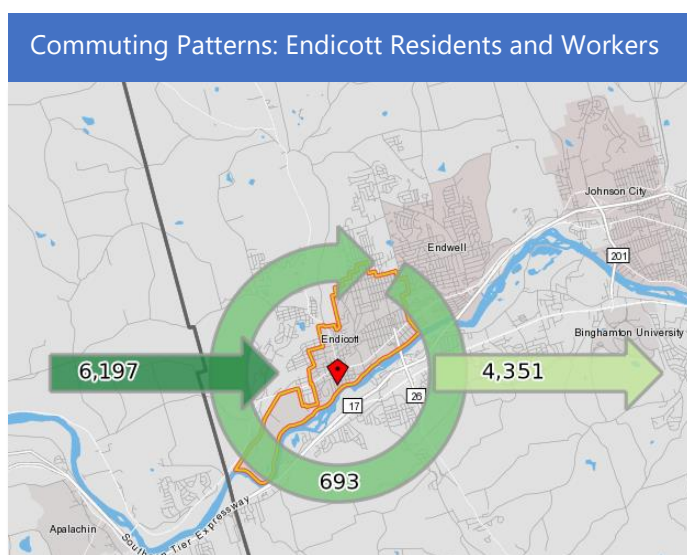 Commuting Patterns: Endicott Residents and Workers
Johnson City
Endwell
201
Binghamton University
Endicott
6,197
4,351
26
17
693
Apalachin
Southern Tier Expressway